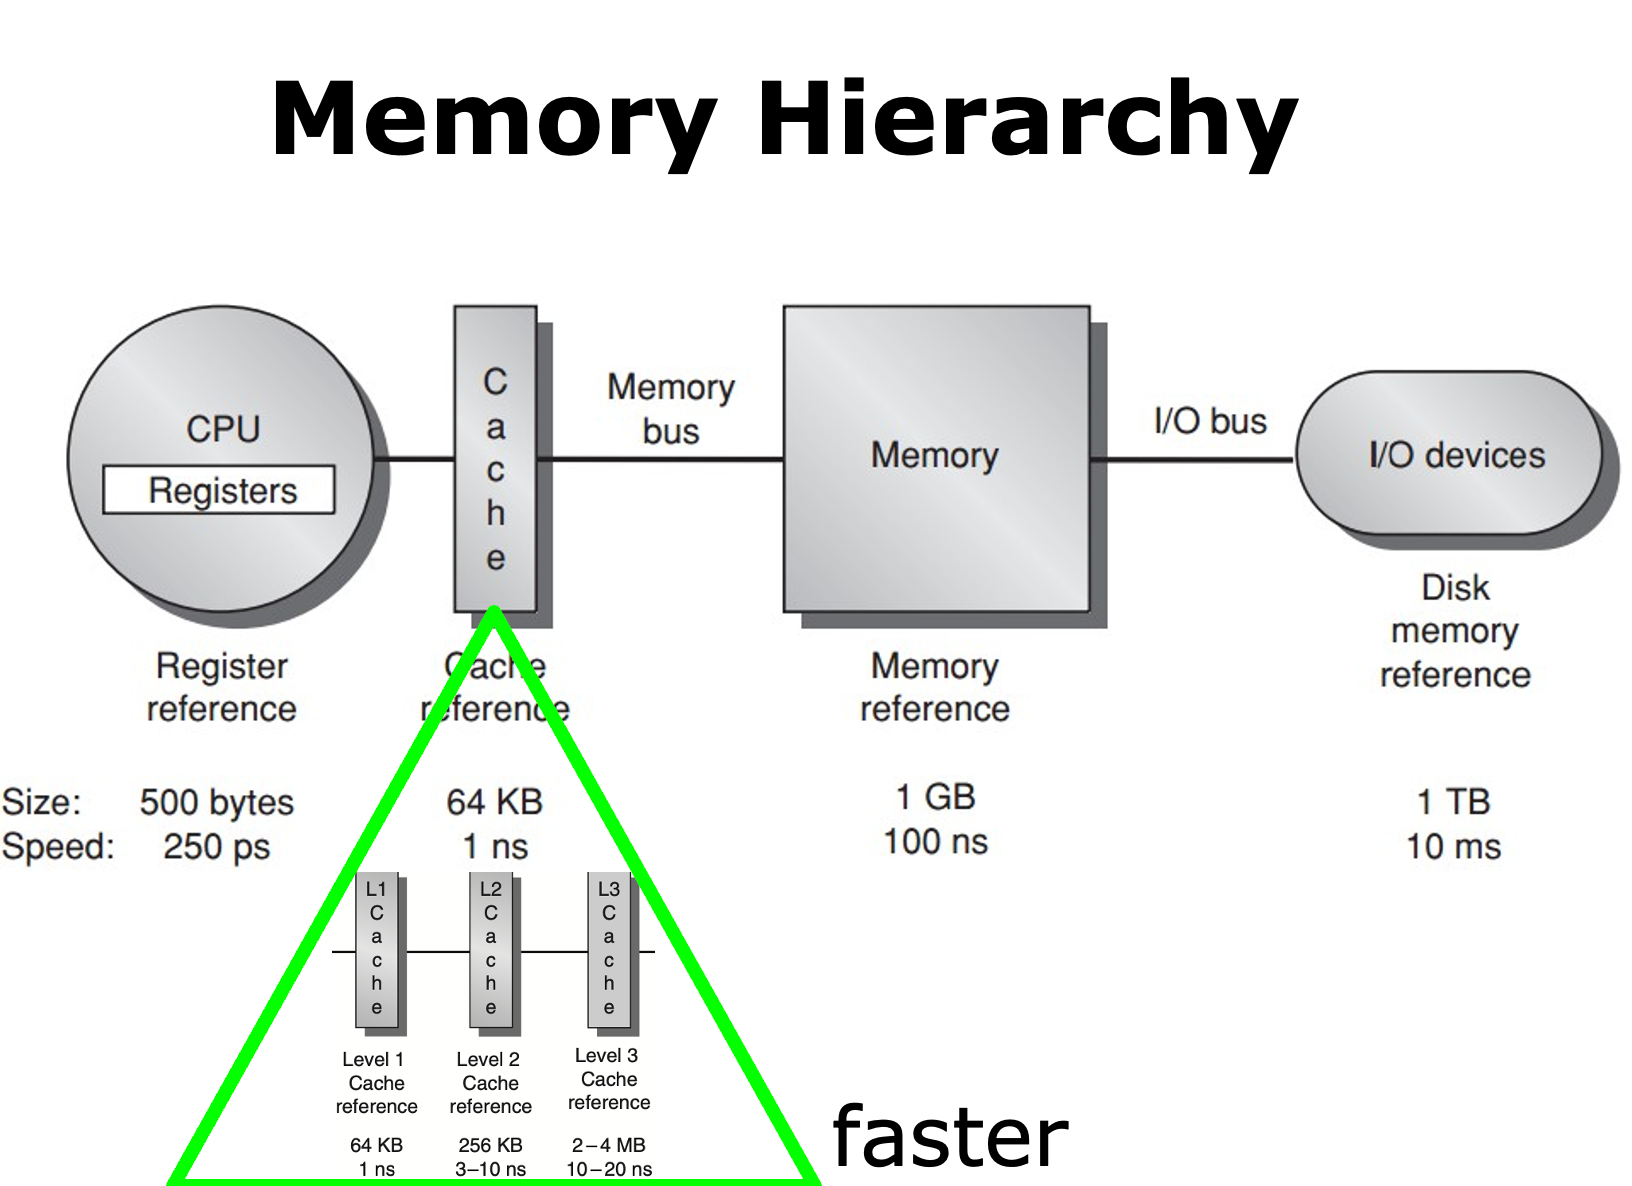 Memory Hierarchy
CPU
Registers
Cache
Memory
bus
Memory
I/O bus
I/O devices
Register
reference
Cache
reference
Memory
reference
Disk
memory
reference
Size: 500 bytes 64 KB 1 GB 1 TB
Speed: 250 ps 1 ns 100 ns 10 ms
L1
Cache
L2
Cache
L3
Cache
Level 1
Cache
reference
64 KB
1 ns
Level 2
Cache
reference
256 KB
3–10 ns
Level 3
Cache
reference
2–4 MB
10–20 ns
faster